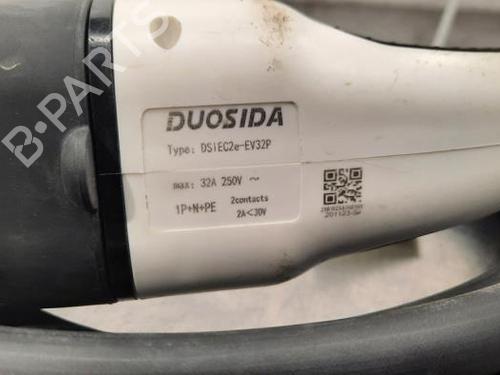 B-PARTS
DUOSIDA
Type: DSIEC2e-EV32P
max: 32A 250V ~
1P+N+PE
2contacts
2A<30V